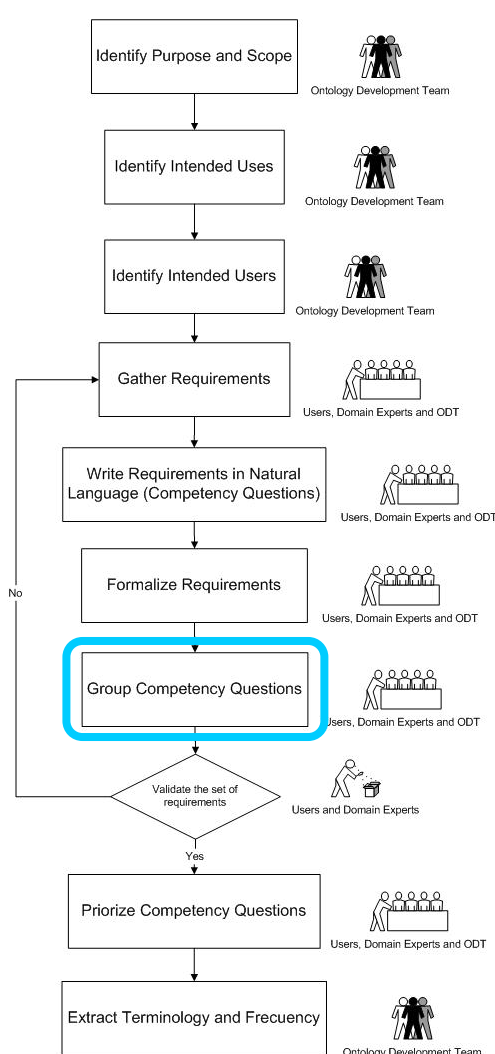 Identify Purpose and Scope
Ontology Development Team
Identify Intended Uses
Ontology Development Team
Identify Intended Users
Ontology Development Team
Gather Requirements
Users, Domain Experts and ODT
Write Requirements in Natural
Language (Competency Questions)
Users, Domain Experts and ODT
Formalize Requirements
Users, Domain Experts and ODT
No
Group Competency Questions
Users, Domain Experts and ODT
Validate the set of
requirements
Users and Domain Experts
Yes
Priorize Competency Questions
Users, Domain Experts and ODT
Extract Terminology and Frecuency
Ontology Development Team